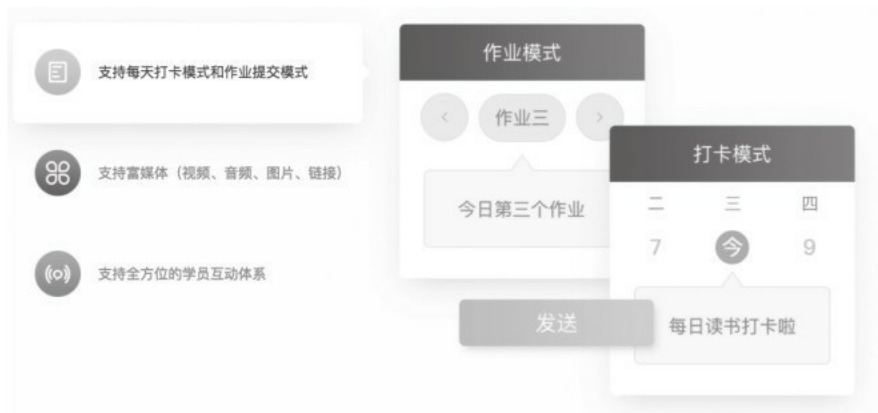 支持每天打卡模式和作业提交模式
支持富媒体（视频、音频、图片、链接）
支持全方位的学员互动体系
作业模式
作业三
今日第三个作业
发送
打卡模式
二 三 四
7 今 9
每日读书打卡啦